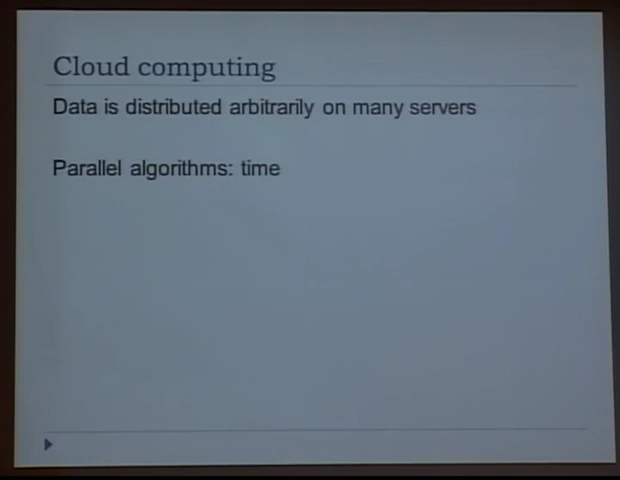 Cloud computing
Data is distributed arbitrarily on many servers
Parallel algorithms: time